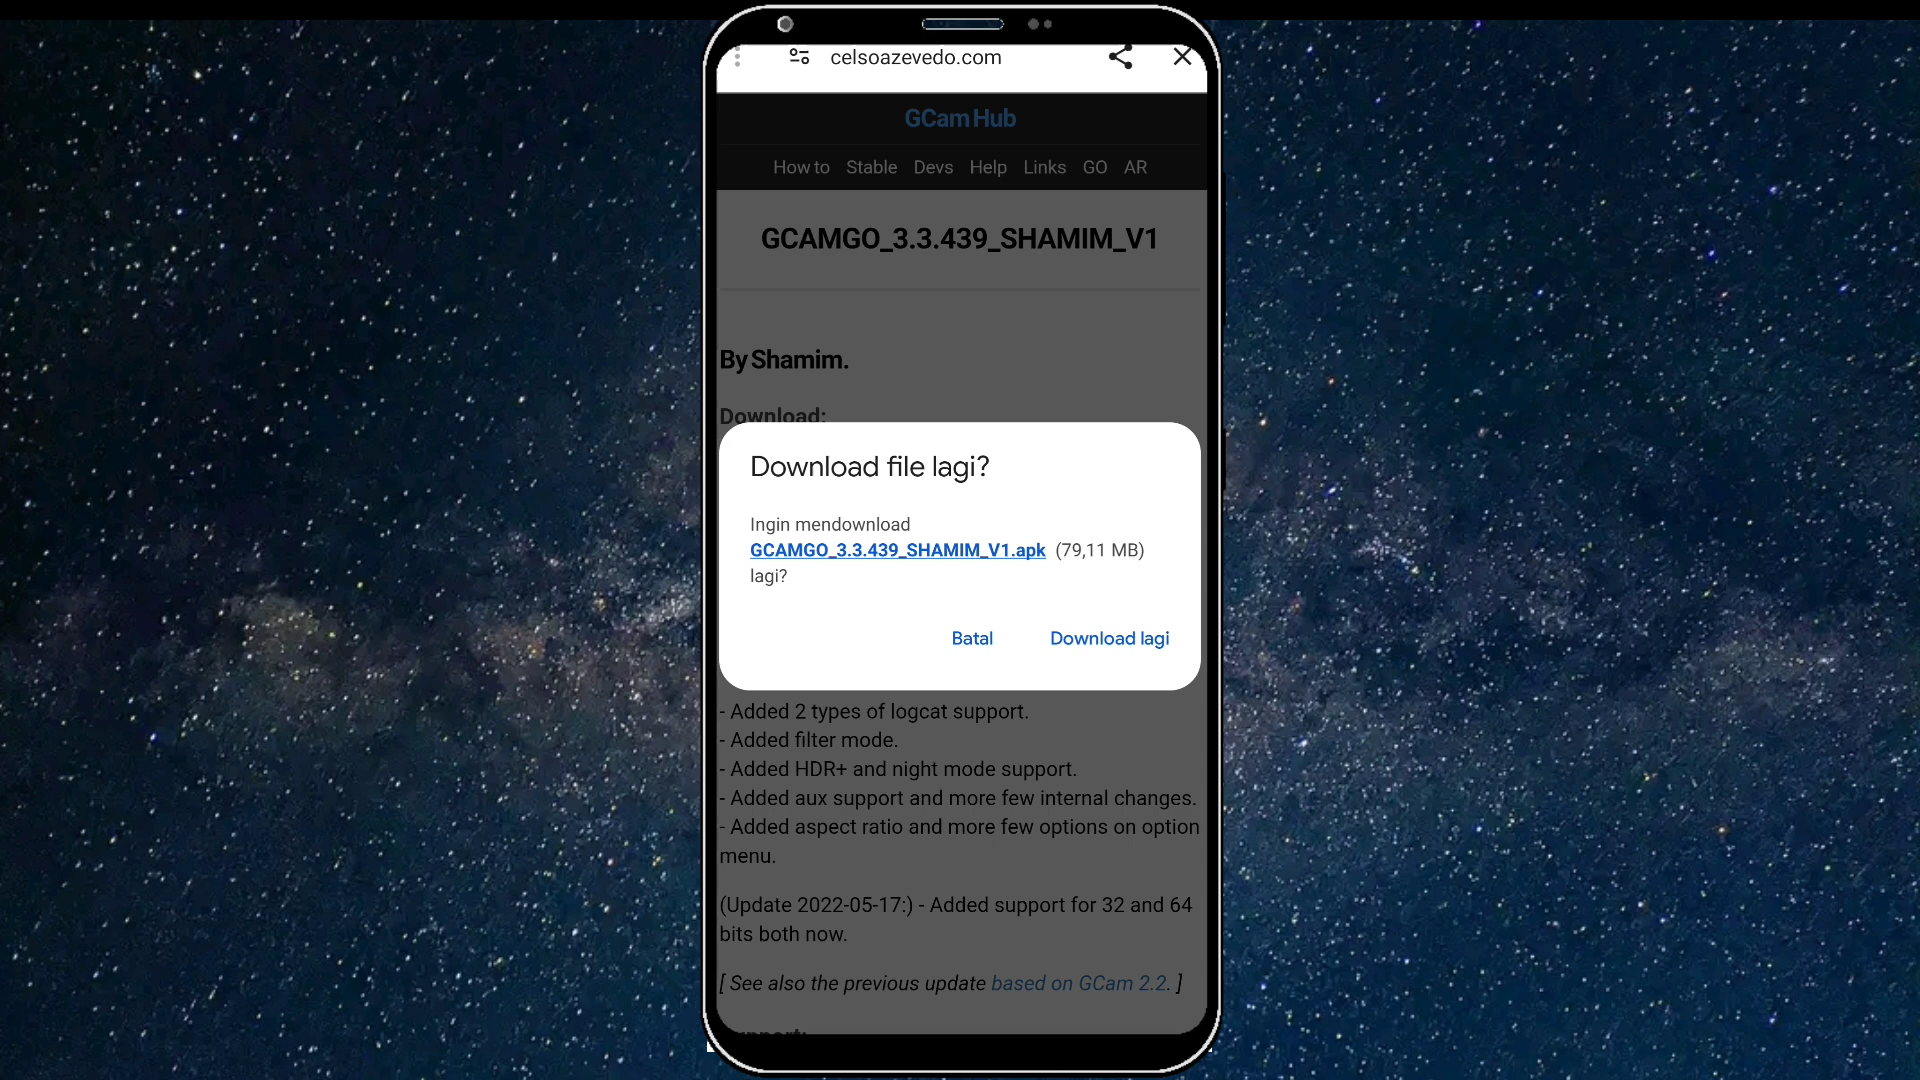 celsoazevedo.com
GCam Hub
How to Stable Devs Help Links GO AR
GCAMGO_3.3.439_SHAMIM_V1
By Shamim.
Download:
Download file lagi?
Ingin mendownload
GCAMGO_3.3.439_SHAMIM_V1.apk (79,11 MB)
lagi?
Batal Download lagi
- Added 2 types of logcat support.
- Added filter mode.
- Added HDR+ and night mode support.
- Added aux support and more few internal changes.
- Added aspect ratio and more few options on option
menu.
(Update 2022-05-17:) - Added support for 32 and 64
bits both now.
[ See also the previous update based on GCam 2.2. ]